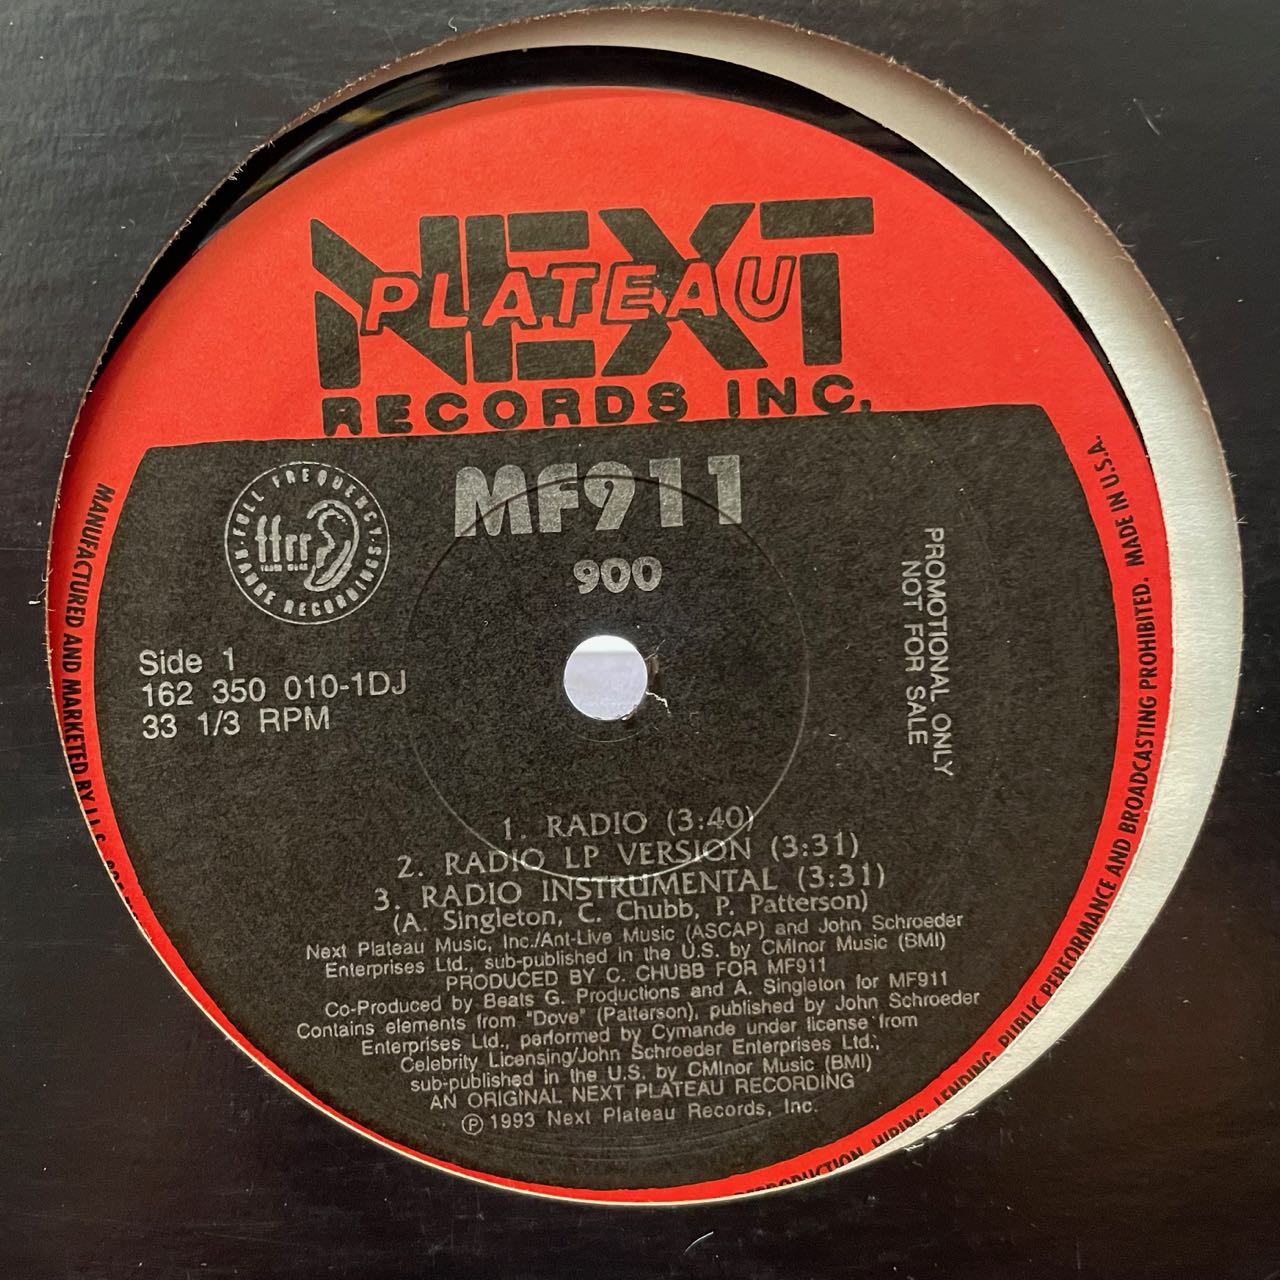 NEXT
PLATEAU
RECORDS INC.
MF911
900
FULL FREQUENCY
ffrr
RANGE RECORDINGS
PROMOTIONAL ONLY
NOT FOR SALE
Side 1
162 350 010-1DJ
33 1/3 RPM
1. RADIO (3:40)
2. RADIO LP VERSION (3:31)
3. RADIO INSTRUMENTAL (3:31)
(A. Singleton, C. Chubb, P. Patterson)
Next Plateau Music, Inc./Ant-Live Music (ASCAP) and John Schroeder
Enterprises Ltd., sub-published in the U.S. by CMInor Music (BMI)
PRODUCED BY C. CHUBB FOR MF911
Co-Produced by Beats G. Productions and A. Singleton for MF911
Contains elements from "Dove" (Patterson), published by John Schroeder
Enterprises Ltd., performed by Cymande under license from
Celebrity Licensing/John Schroeder Enterprises Ltd.,
sub-published in the U.S. by CMInor Music (BMI)
AN ORIGINAL NEXT PLATEAU RECORDING
Ⓟ 1993 Next Plateau Records, Inc.
MANUFACTURED AND MARKETED BY
REPRODUCTION, HIRING, LENDING, PUBLIC PERFORMANCE AND BROADCASTING PROHIBITED. MADE IN U.S.A.